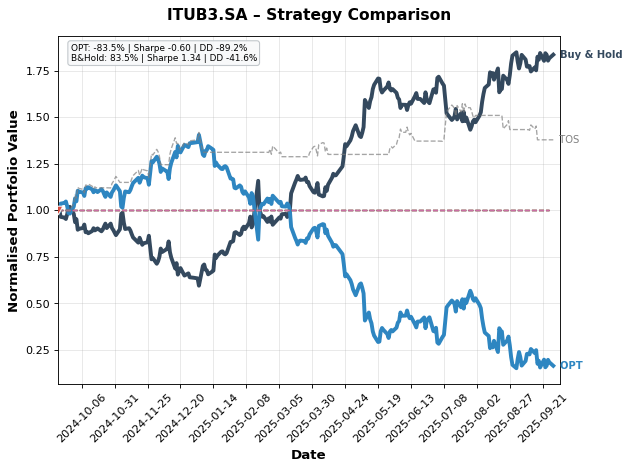 ITUB3.SA – Strategy Comparison
OPT: -83.5% | Sharpe -0.60 | DD -89.2%
B&Hold: 83.5% | Sharpe 1.34 | DD -41.6%
Buy & Hold
TOS
OPT
Normalised Portfolio Value
1.75
1.50
1.25
1.00
0.75
0.50
0.25
2024-10-06
2024-10-31
2024-11-25
2024-12-20
2025-01-14
2025-02-08
2025-03-05
2025-03-30
2025-04-24
2025-05-19
2025-06-13
2025-07-08
2025-08-02
2025-08-27
2025-09-21
Date